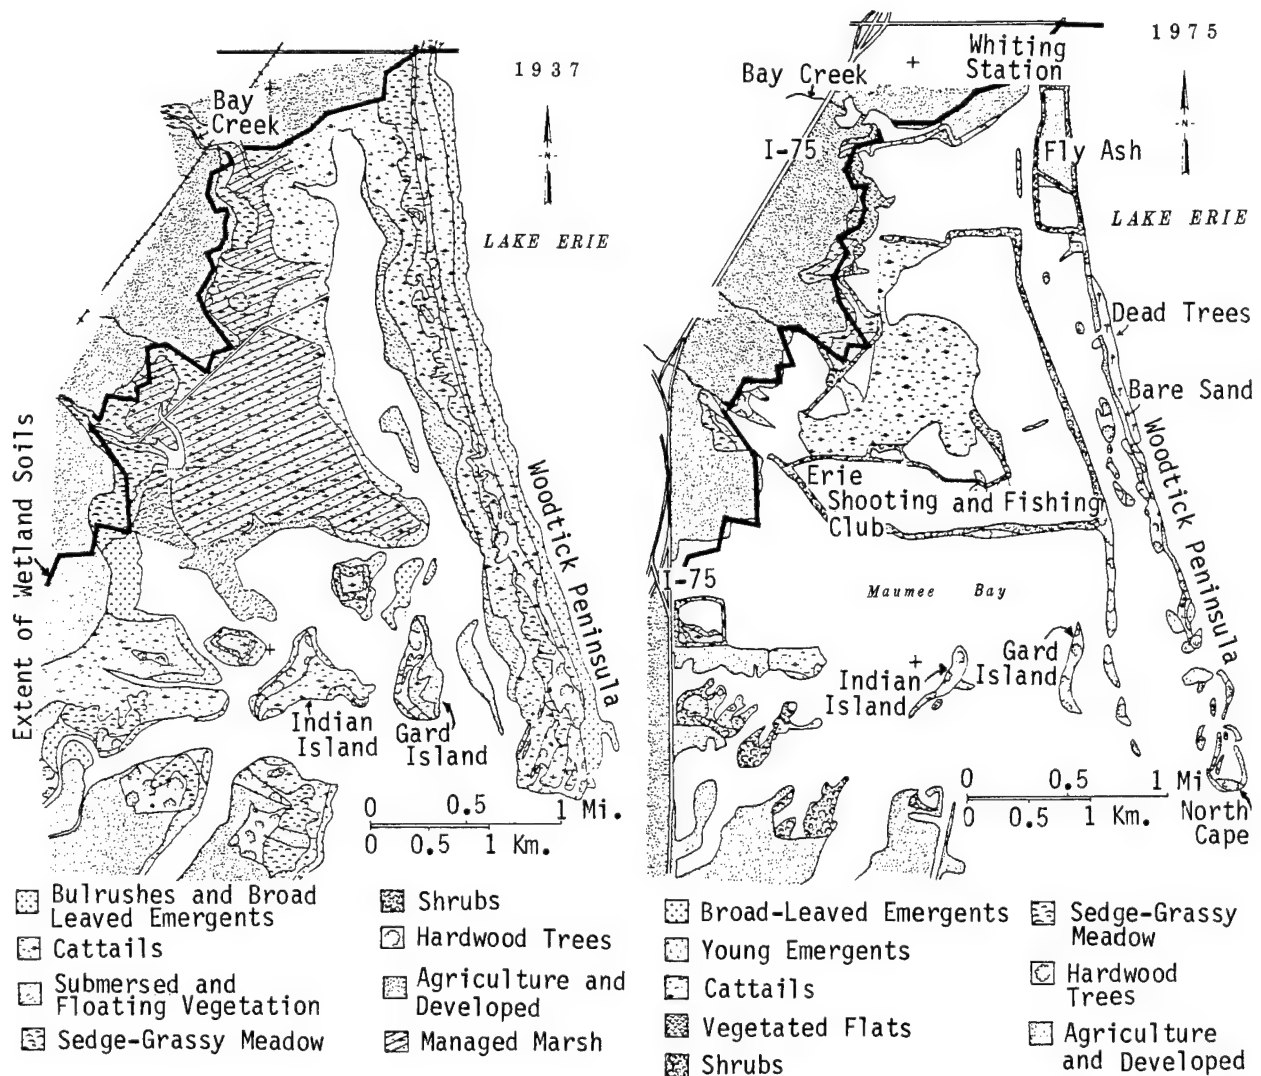 1937
Bay
Creek
-N-
LAKE ERIE
Extent of Wetland Soils
Woodtick Peninsula
Indian
Island
Gard
Island
0 0.5 1 Mi.
0 0.5 1 Km.
Bulrushes and Broad
Leaved Emergents
Cattails
Submersed and
Floating Vegetation
Sedge-Grassy Meadow
Shrubs
Hardwood Trees
Agriculture and
Developed
Managed Marsh
1975
Whiting
Station
Bay Creek
I-75
Fly Ash
-N-
LAKE ERIE
Dead Trees
Bare Sand
Woodtick Peninsula
Erie
Shooting and Fishing
Club
I-75
Maumee Bay
Gard
Island
Indian
Island
0 0.5 1 Mi
0 0.5 1 Km.
North
Cape
Broad-Leaved Emergents
Young Emergents
Cattails
Vegetated Flats
Shrubs
Sedge-Grassy
Meadow
Hardwood
Trees
Agriculture
and Developed